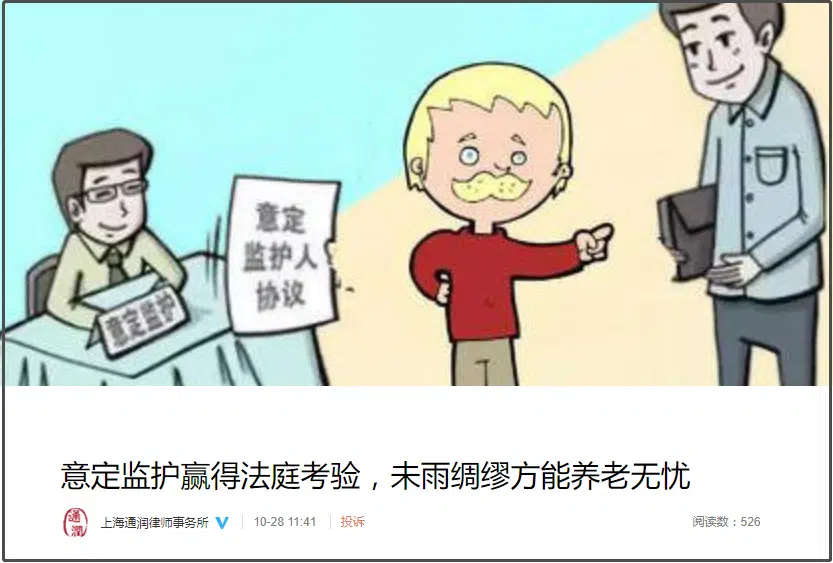 意定
监护人
协议
意定监护
意定监护赢得法庭考验，未雨绸缪方能养老无忧
通
潤
上海通润律师事务所 10-28 11:41 投诉 阅读数：526